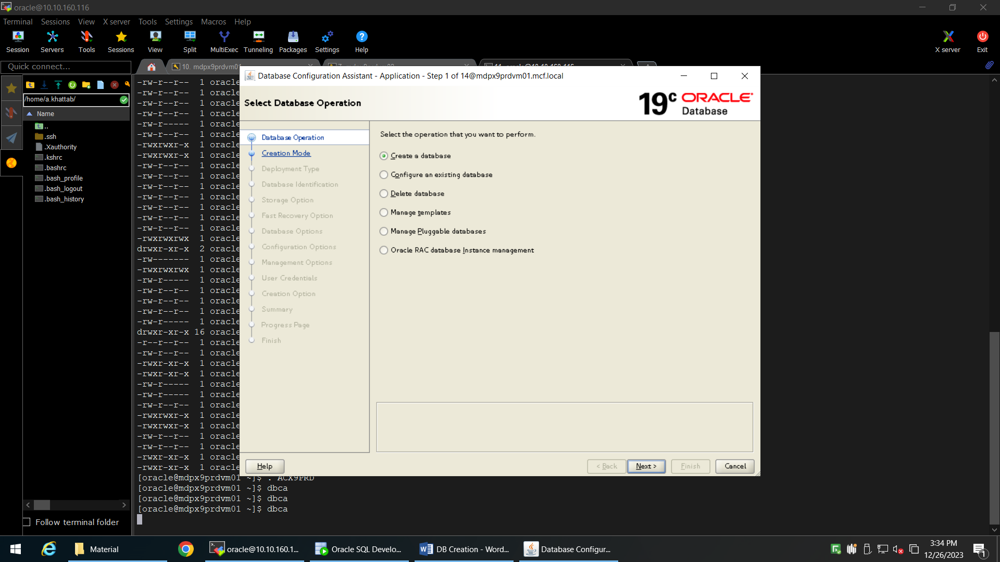 oracle@10.10.160.116
Terminal Sessions View X server Tools Settings Macros Help
Session Servers Tools Sessions View Split MultiExec Tunneling Packages Settings Help X server Exit
Quick connect...
10. mdpx9prdvm01
/home/a.khattab/
Name
..
.ssh
.Xauthority
.kshrc
.bashrc
.bash_profile
.bash_logout
.bash_history
Follow terminal folder
-rw-r--r-- 1 oracle
-rw-r--r-- 1 oracle
-rw-r--r-- 1 oracle
-rw-r--r-- 1 oracle
-rw-r----- 1 oracle
-rw-r--r-- 1 oracle
-rwxrwxr-x 1 oracle
-rwxrwxr-x 1 oracle
-rw-r--r-- 1 oracle
-rw-r--r-- 1 oracle
-rw-r--r-- 1 oracle
-rw-r--r-- 1 oracle
-rw-r--r-- 1 oracle
-rw-r--r-- 1 oracle
-rw-r--r-- 1 oracle
-rwxrwxrwx 1 oracle
drwxr-xr-x 2 oracle
-rw------- 1 oracle
-rwxrwxrwx 1 oracle
-rw-r----- 1 oracle
-rw-r--r-- 1 oracle
-rw-r--r-- 1 oracle
-rw-r--r-- 1 oracle
-rw-r----- 1 oracle
drwxr-xr-x 16 oracle
-r--r--r-- 1 oracle
-rw-r--r-- 1 oracle
-rwxr-xr-x 1 oracle
-rwxr-xr-x 1 oracle
-rw-r----- 1 oracle
-rw-r----- 1 oracle
-rw-r--r-- 1 oracle
-rwxrwxr-x 1 oracle
-rwxrwxr-x 1 oracle
-rw-r--r-- 1 oracle
-rw-r--r-- 1 oracle
-rwxr-xr-x 1 oracle
-rwxr-xr-x 1 oracle
[oracle@mdpx9prdvm01 ~]$ . ACX9PRD
[oracle@mdpx9prdvm01 ~]$ dbca
[oracle@mdpx9prdvm01 ~]$ dbca
[oracle@mdpx9prdvm01 ~]$ dbca
Database Configuration Assistant - Application - Step 1 of 14@mdpx9prdvm01.mcf.local
Select Database Operation
19c ORACLE
Database
Database Operation
Creation Mode
Deployment Type
Database Identification
Storage Option
Fast Recovery Option
Database Options
Configuration Options
Management Options
User Credentials
Creation Option
Summary
Progress Page
Finish
Select the operation that you want to perform.
Create a database
Configure an existing database
Delete database
Manage templates
Manage Pluggable databases
Oracle RAC database Instance management
Help < Back Next > Finish Cancel
Material oracle@10.10.160.1... Oracle SQL Develo... DB Creation - Word... Database Configur...
3:34 PM
12/26/2023
1